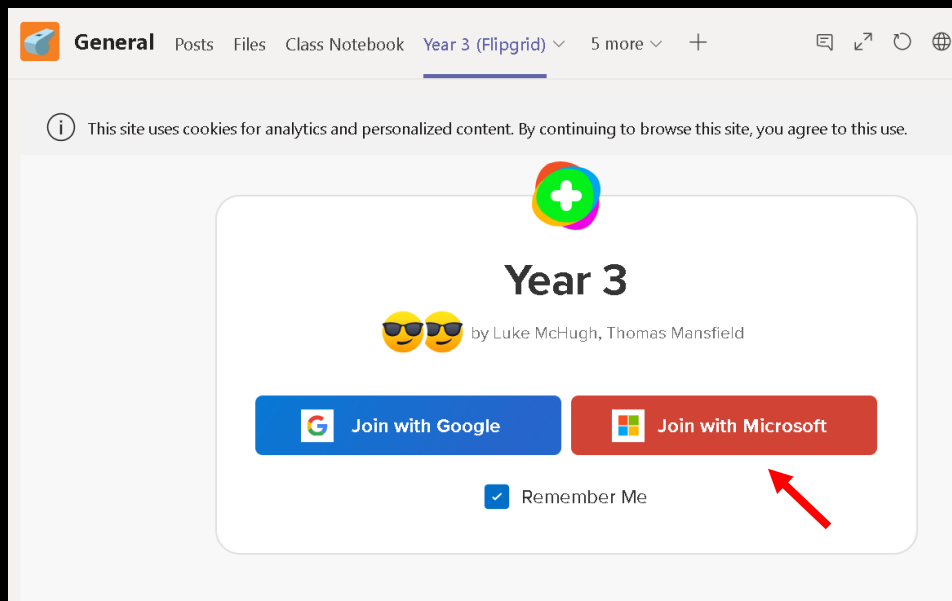 General Posts Files Class Notebook Year 3 (Flipgrid) 5 more
This site uses cookies for analytics and personalized content. By continuing to browse this site, you agree to this use.
Year 3
by Luke McHugh, Thomas Mansfield
Join with Google Join with Microsoft
Remember Me